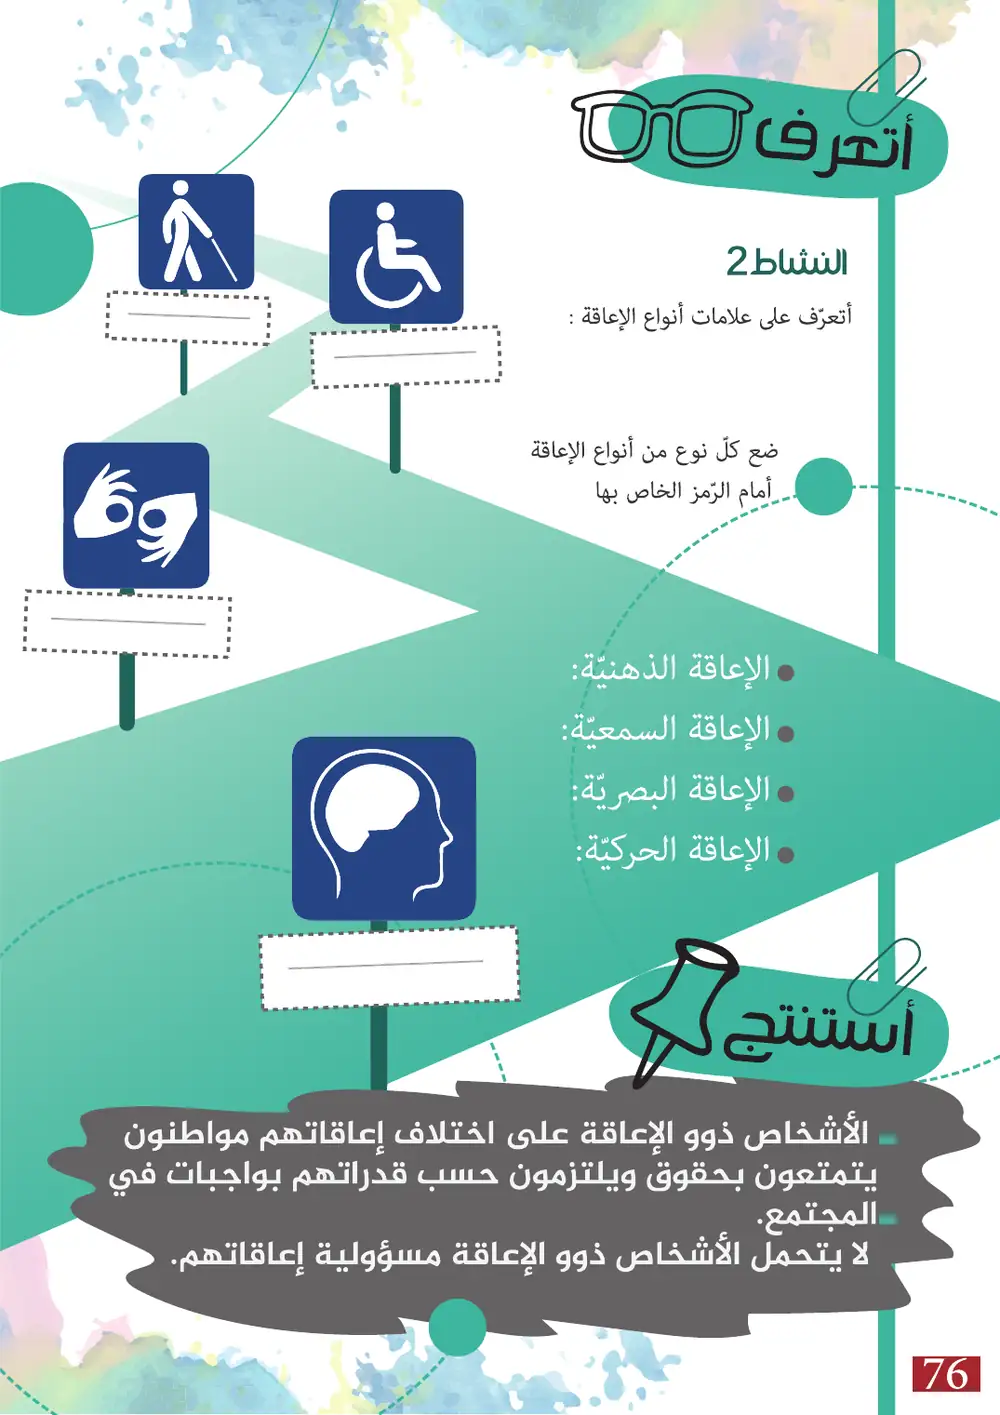 أتعرف
النشاط 2
أتعرّف على علامات أنواع الإعاقة :
ضع كلّ نوع من أنواع الإعاقة
أمام الرّمز الخاص بها
الإعاقة الذهنيّة:
الإعاقة السمعيّة:
الإعاقة البصريّة:
الإعاقة الحركيّة:
أستنتج
الأشخاص ذوو الإعاقة على اختلاف إعاقاتهم مواطنون
يتمتعون بحقوق ويلتزمون حسب قدراتهم بواجبات في
المجتمع.
لا يتحمل الأشخاص ذوو الإعاقة مسؤولية إعاقاتهم.
76